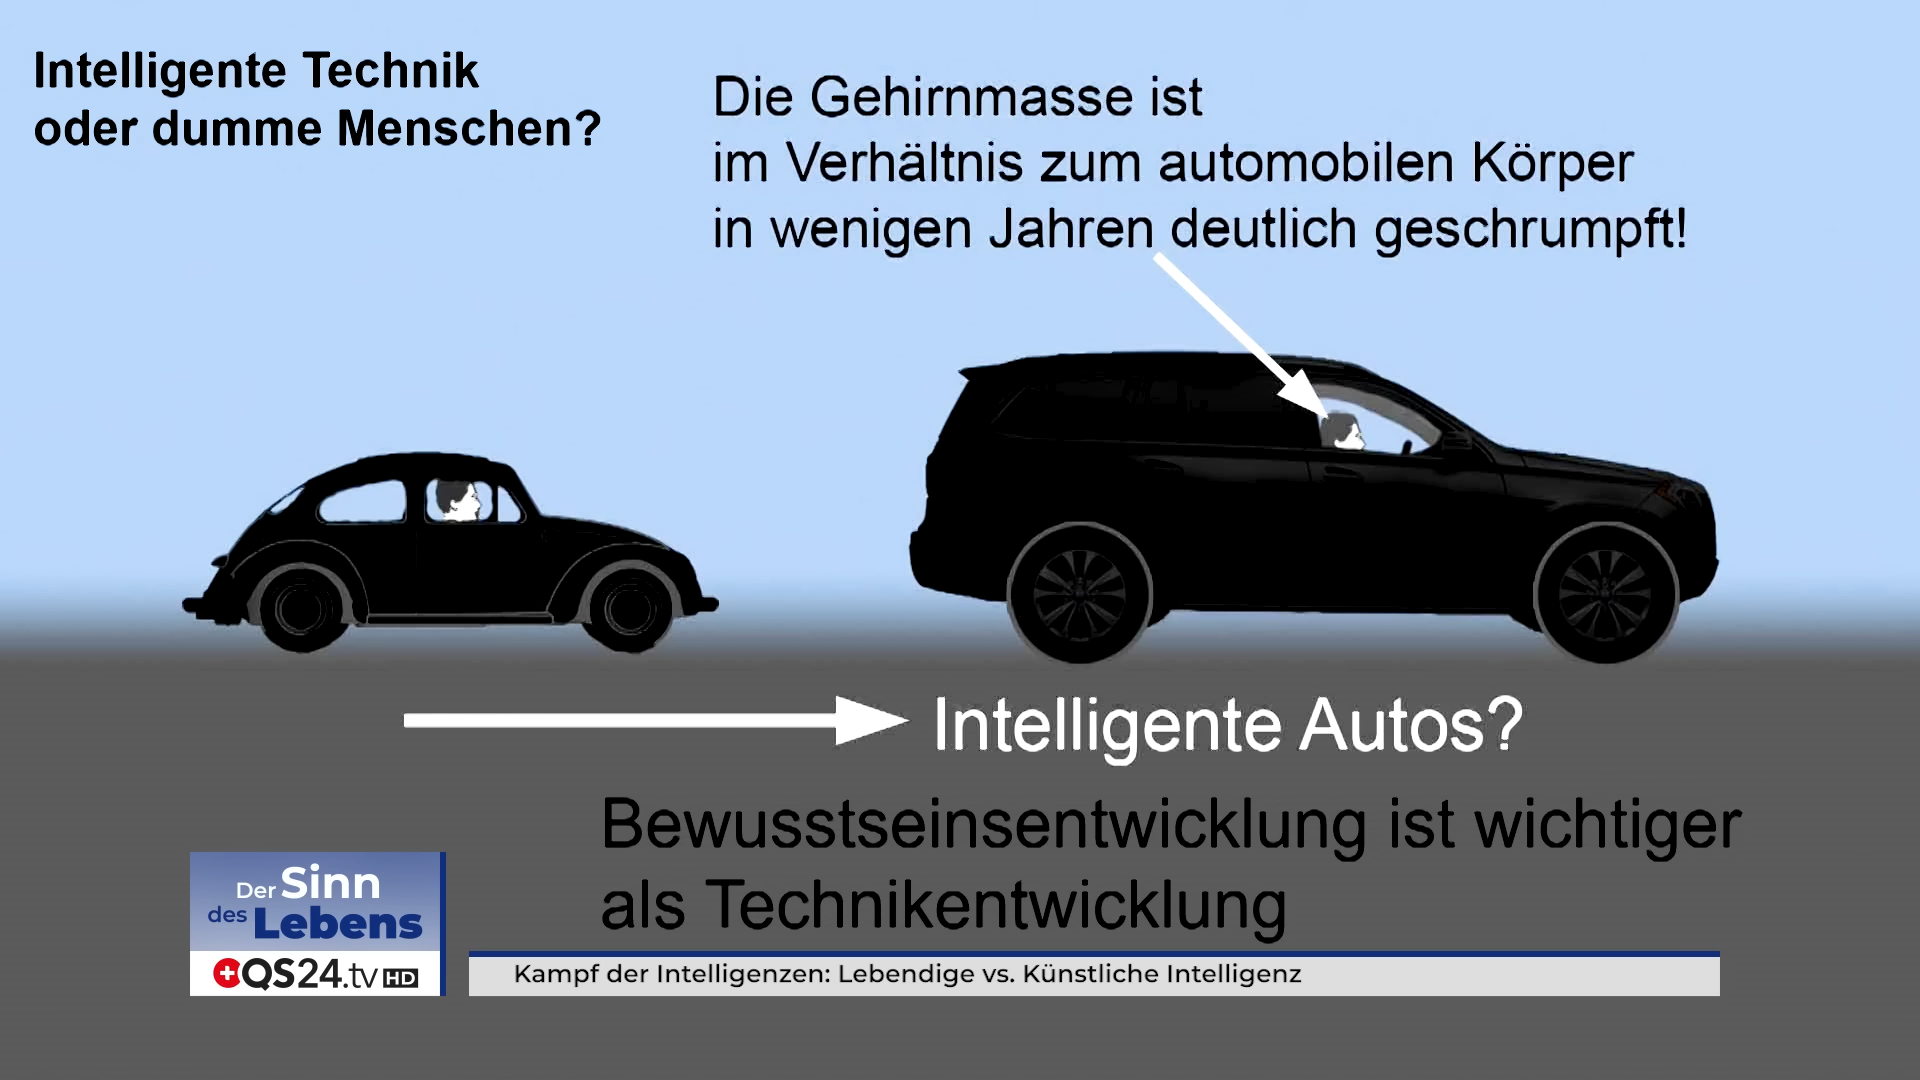 Intelligente Technik
oder dumme Menschen?
Die Gehirnmasse ist
im Verhältnis zum automobilen Körper
in wenigen Jahren deutlich geschrumpft!
Intelligente Autos?
Bewusstseinsentwicklung ist wichtiger
als Technikentwicklung
Der Sinn
des Lebens
QS24.tv HD
Kampf der Intelligenzen: Lebendige vs. Künstliche Intelligenz